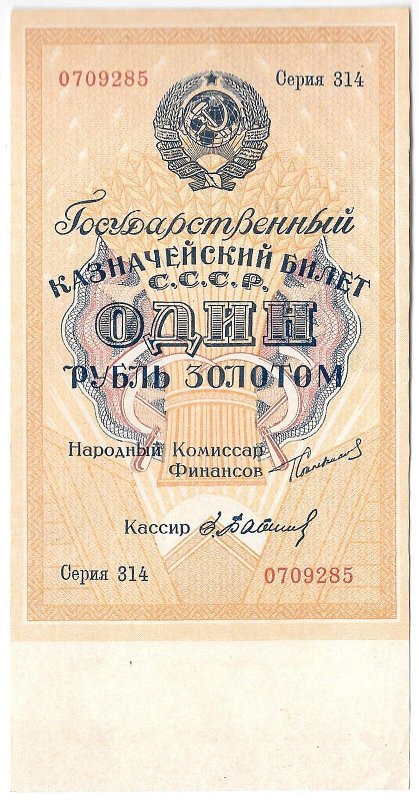 0709285 Серия 314
Государственный
КАЗНАЧЕЙСКИЙ БИЛЕТ
С.С.С.Р.
ОДИН
РУБЛЬ ЗОЛОТОМ
Народный Комиссар
Финансов
Кассир
Серия 314 0709285